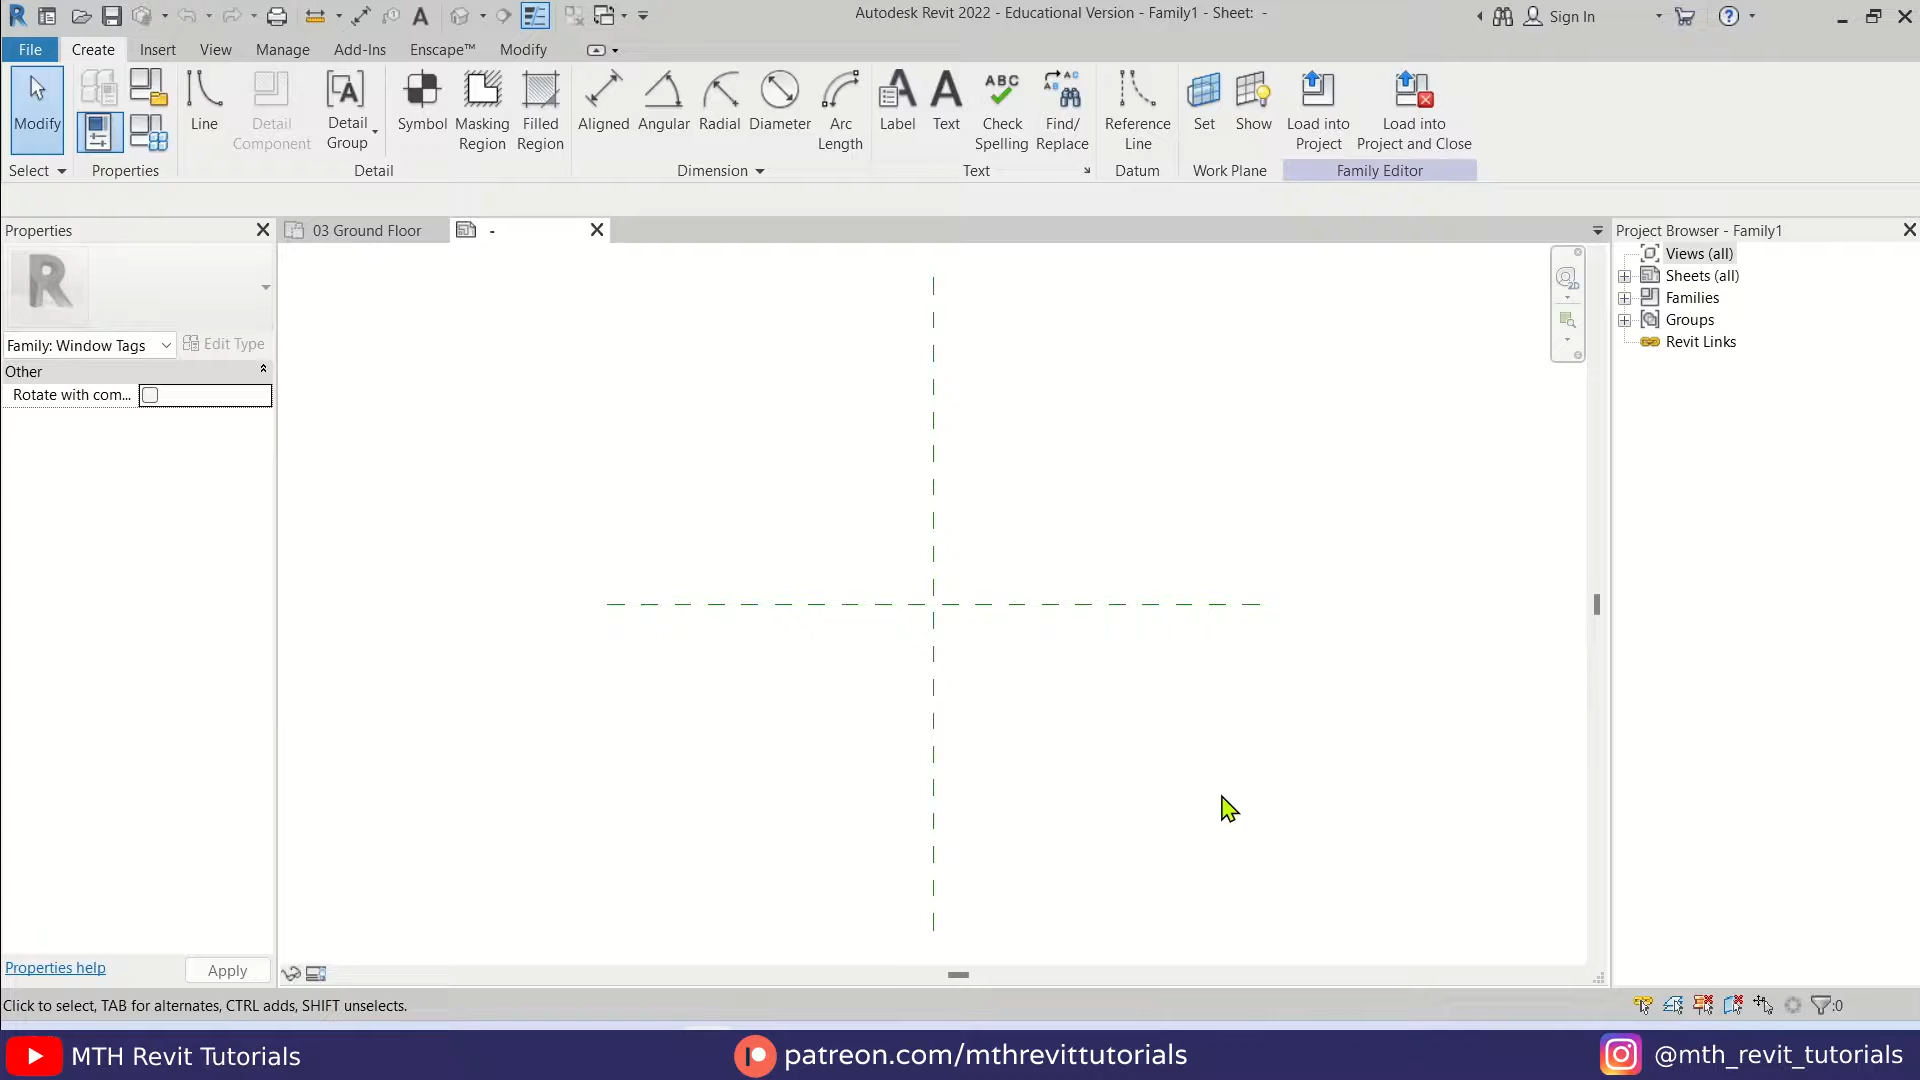 Autodesk Revit 2022 - Educational Version - Family1 - Sheet: -
Sign In
File Create Insert View Manage Add-Ins Enscape™ Modify
Modify
Line
Detail Component
Detail Group
Symbol
Masking Region
Filled Region
Aligned
Angular
Radial
Diameter
Arc Length
Label
Text
ABC
Check Spelling
Find/ Replace
Reference Line
Set
Show
Load into Project
Load into Project and Close
Select Properties Detail Dimension Text Datum Work Plane Family Editor
Properties
03 Ground Floor
-
Project Browser - Family1
Views (all)
Sheets (all)
Families
Groups
Revit Links
R
Family: Window Tags
Edit Type
Other
Rotate with com...
2D
Properties help
Apply
Click to select, TAB for alternates, CTRL adds, SHIFT unselects.
:0
MTH Revit Tutorials
patreon.com/mthrevittutorials
@mth_revit_tutorials